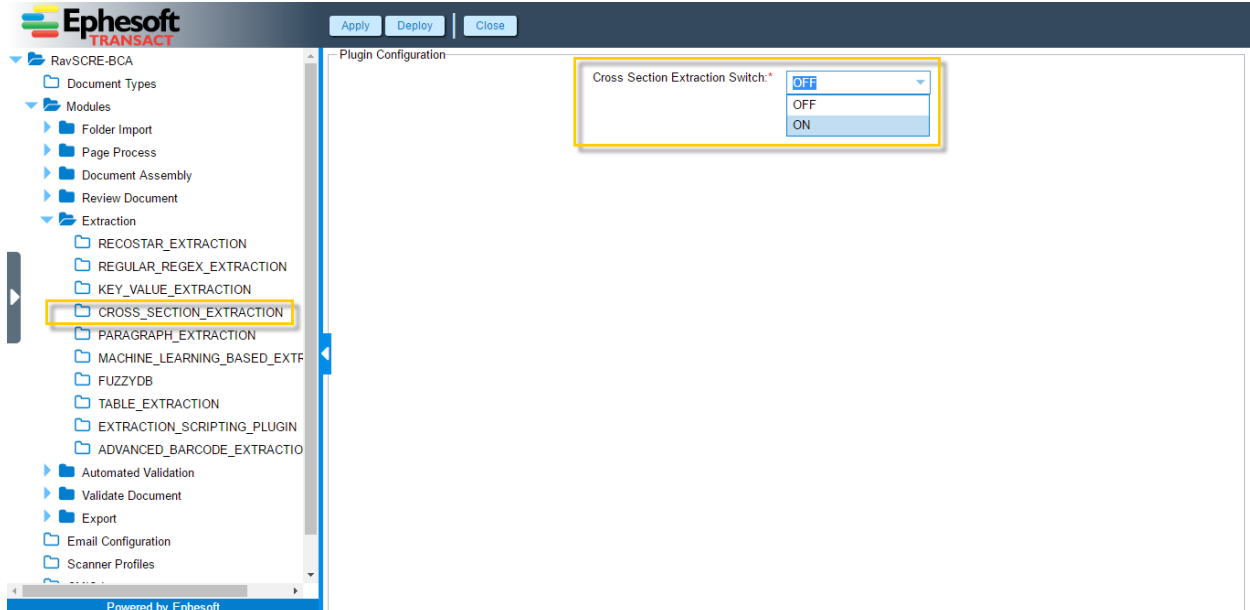 Ephesoft
TRANSACT
Apply Deploy Close
RavSCRE-BCA
Document Types
Modules
Folder Import
Page Process
Document Assembly
Review Document
Extraction
RECOSTAR_EXTRACTION
REGULAR_REGEX_EXTRACTION
KEY_VALUE_EXTRACTION
CROSS_SECTION_EXTRACTION
PARAGRAPH_EXTRACTION
MACHINE_LEARNING_BASED_EXTR
FUZZYDB
TABLE_EXTRACTION
EXTRACTION_SCRIPTING_PLUGIN
ADVANCED_BARCODE_EXTRACTIO
Automated Validation
Validate Document
Export
Email Configuration
Scanner Profiles
Powered by Ephesoft
Plugin Configuration
Cross Section Extraction Switch:* OFF
OFF
ON